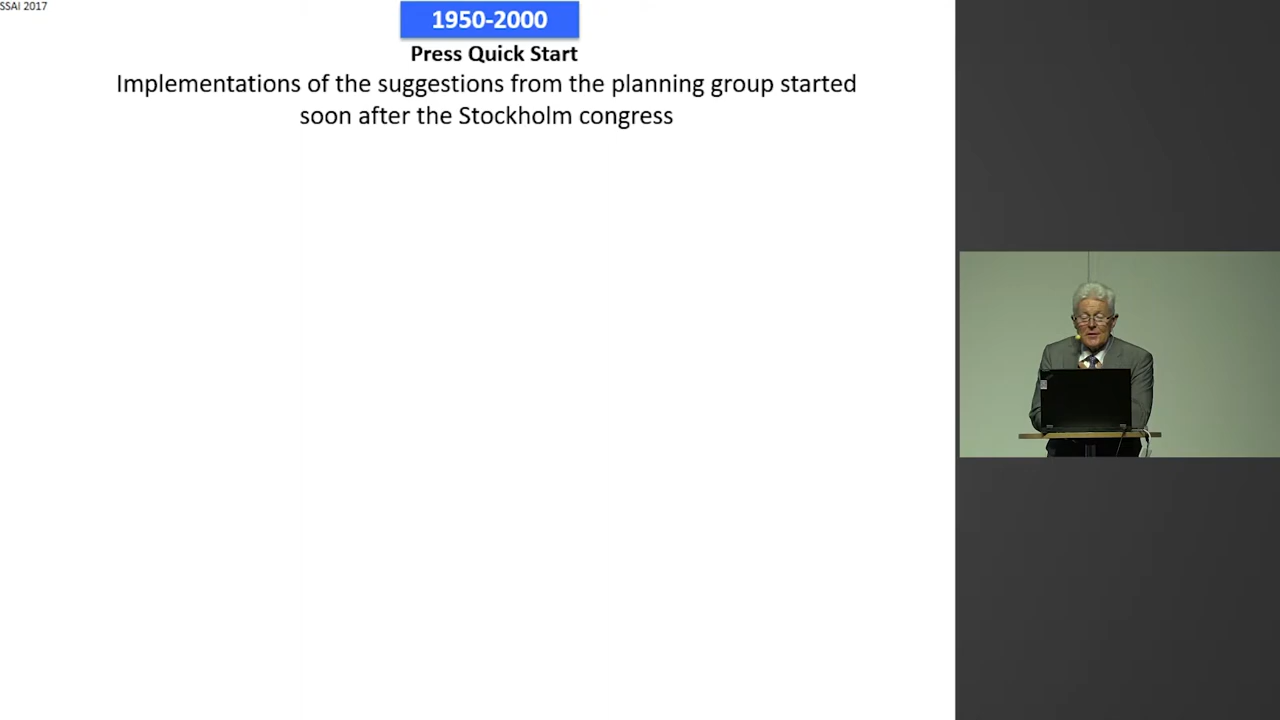 SSAI 2017
1950-2000
Press Quick Start
Implementations of the suggestions from the planning group started
soon after the Stockholm congress